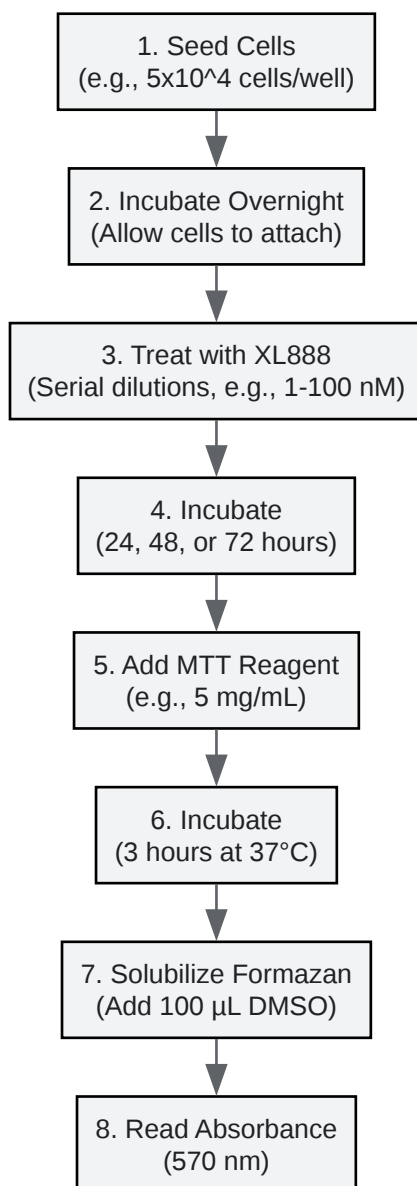 1. Seed Cells
(e.g., 5x10^4 cells/well)
2. Incubate Overnight
(Allow cells to attach)
3. Treat with XL888
(Serial dilutions, e.g., 1-100 nM)
4. Incubate
(24, 48, or 72 hours)
5. Add MTT Reagent
(e.g., 5 mg/mL)
6. Incubate
(3 hours at 37°C)
7. Solubilize Formazan
(Add 100 µL DMSO)
8. Read Absorbance
(570 nm)